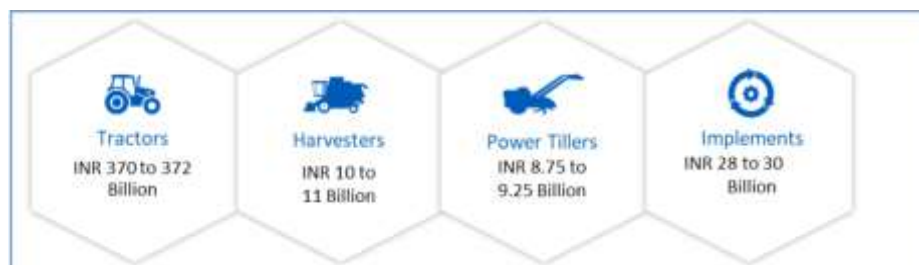 Tractors
INR 370 to 372
Billion
Harvesters
INR 10 to
11 Billion
Power Tillers
INR 8.75 to
9.25 Billion
Implements
INR 28 to 30
Billion